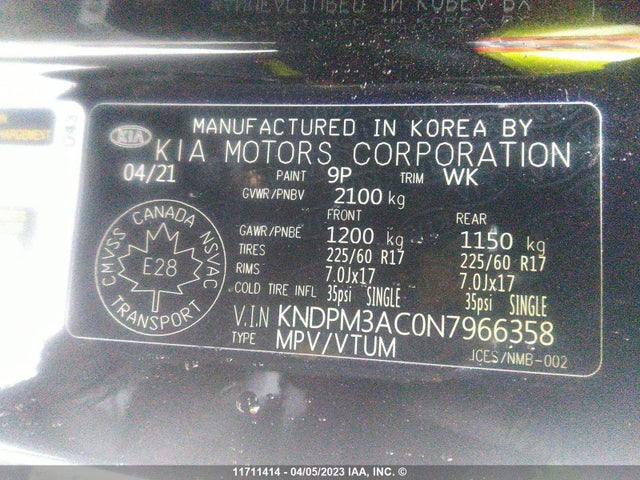 MANUFACTURED IN KOREA BY
KIA KIA MOTORS CORPORATION
04/21 PAINT 9P TRIM WK
GVWR/PNBV 2100 kg
FRONT REAR
GAWR/PNBE 1200 kg 1150 kg
TIRES 225/60 R17 225/60 R17
RIMS 7.0Jx17 7.0Jx17
COLD TIRE INFL 35psi SINGLE 35psi SINGLE
V.I.N KNDPM3AC0N7966358
TYPE MPV/VTUM
JCES/NMB-002
CMVSS CANADA NSVAC
E28
TRANSPORT
11711414 - 04/05/2023 IAA, INC. ©